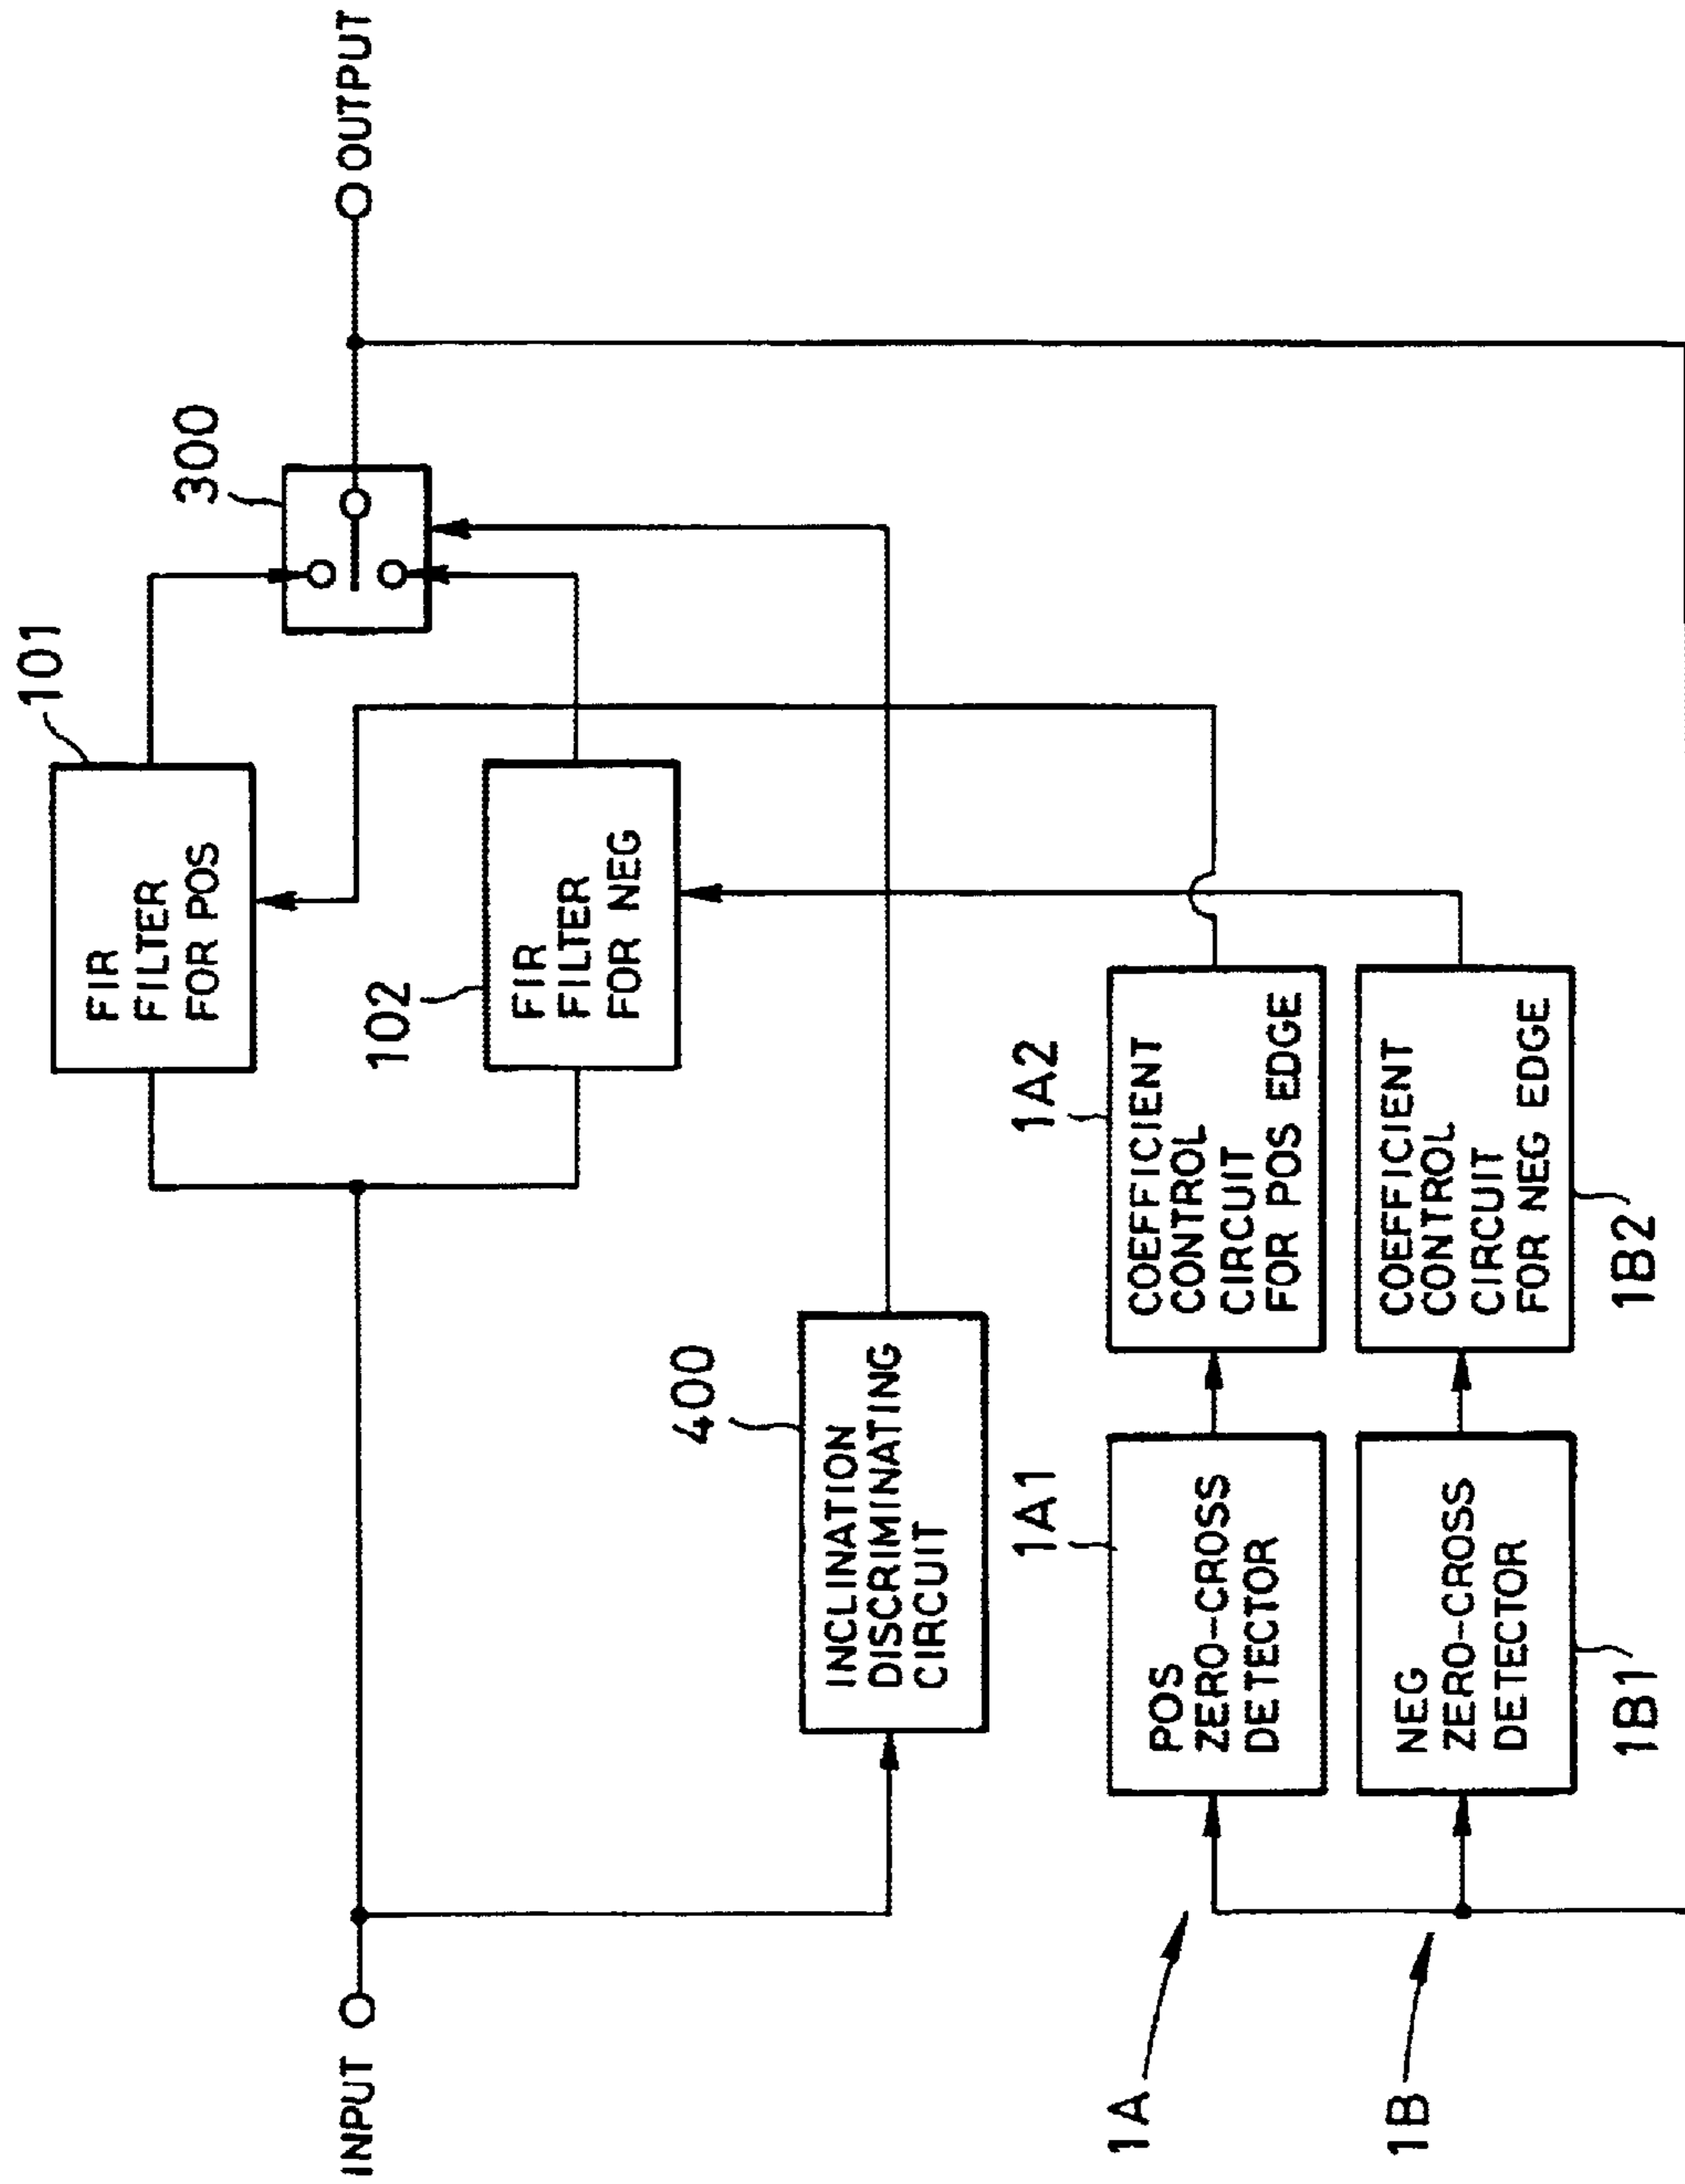 101
FIR
FILTER
FOR POS
300
OUTPUT
INPUT
102
FIR
FILTER
FOR NEG
400
INCLINATION
DISCRIMINATING
CIRCUIT
1A
1A1
POS
ZERO-CROSS
DETECTOR
1A2
COEFFICIENT
CONTROL
CIRCUIT
FOR POS EDGE
1B
NEG
ZERO-CROSS
DETECTOR
1B1
COEFFICIENT
CONTROL
CIRCUIT
FOR NEG EDGE
1B2